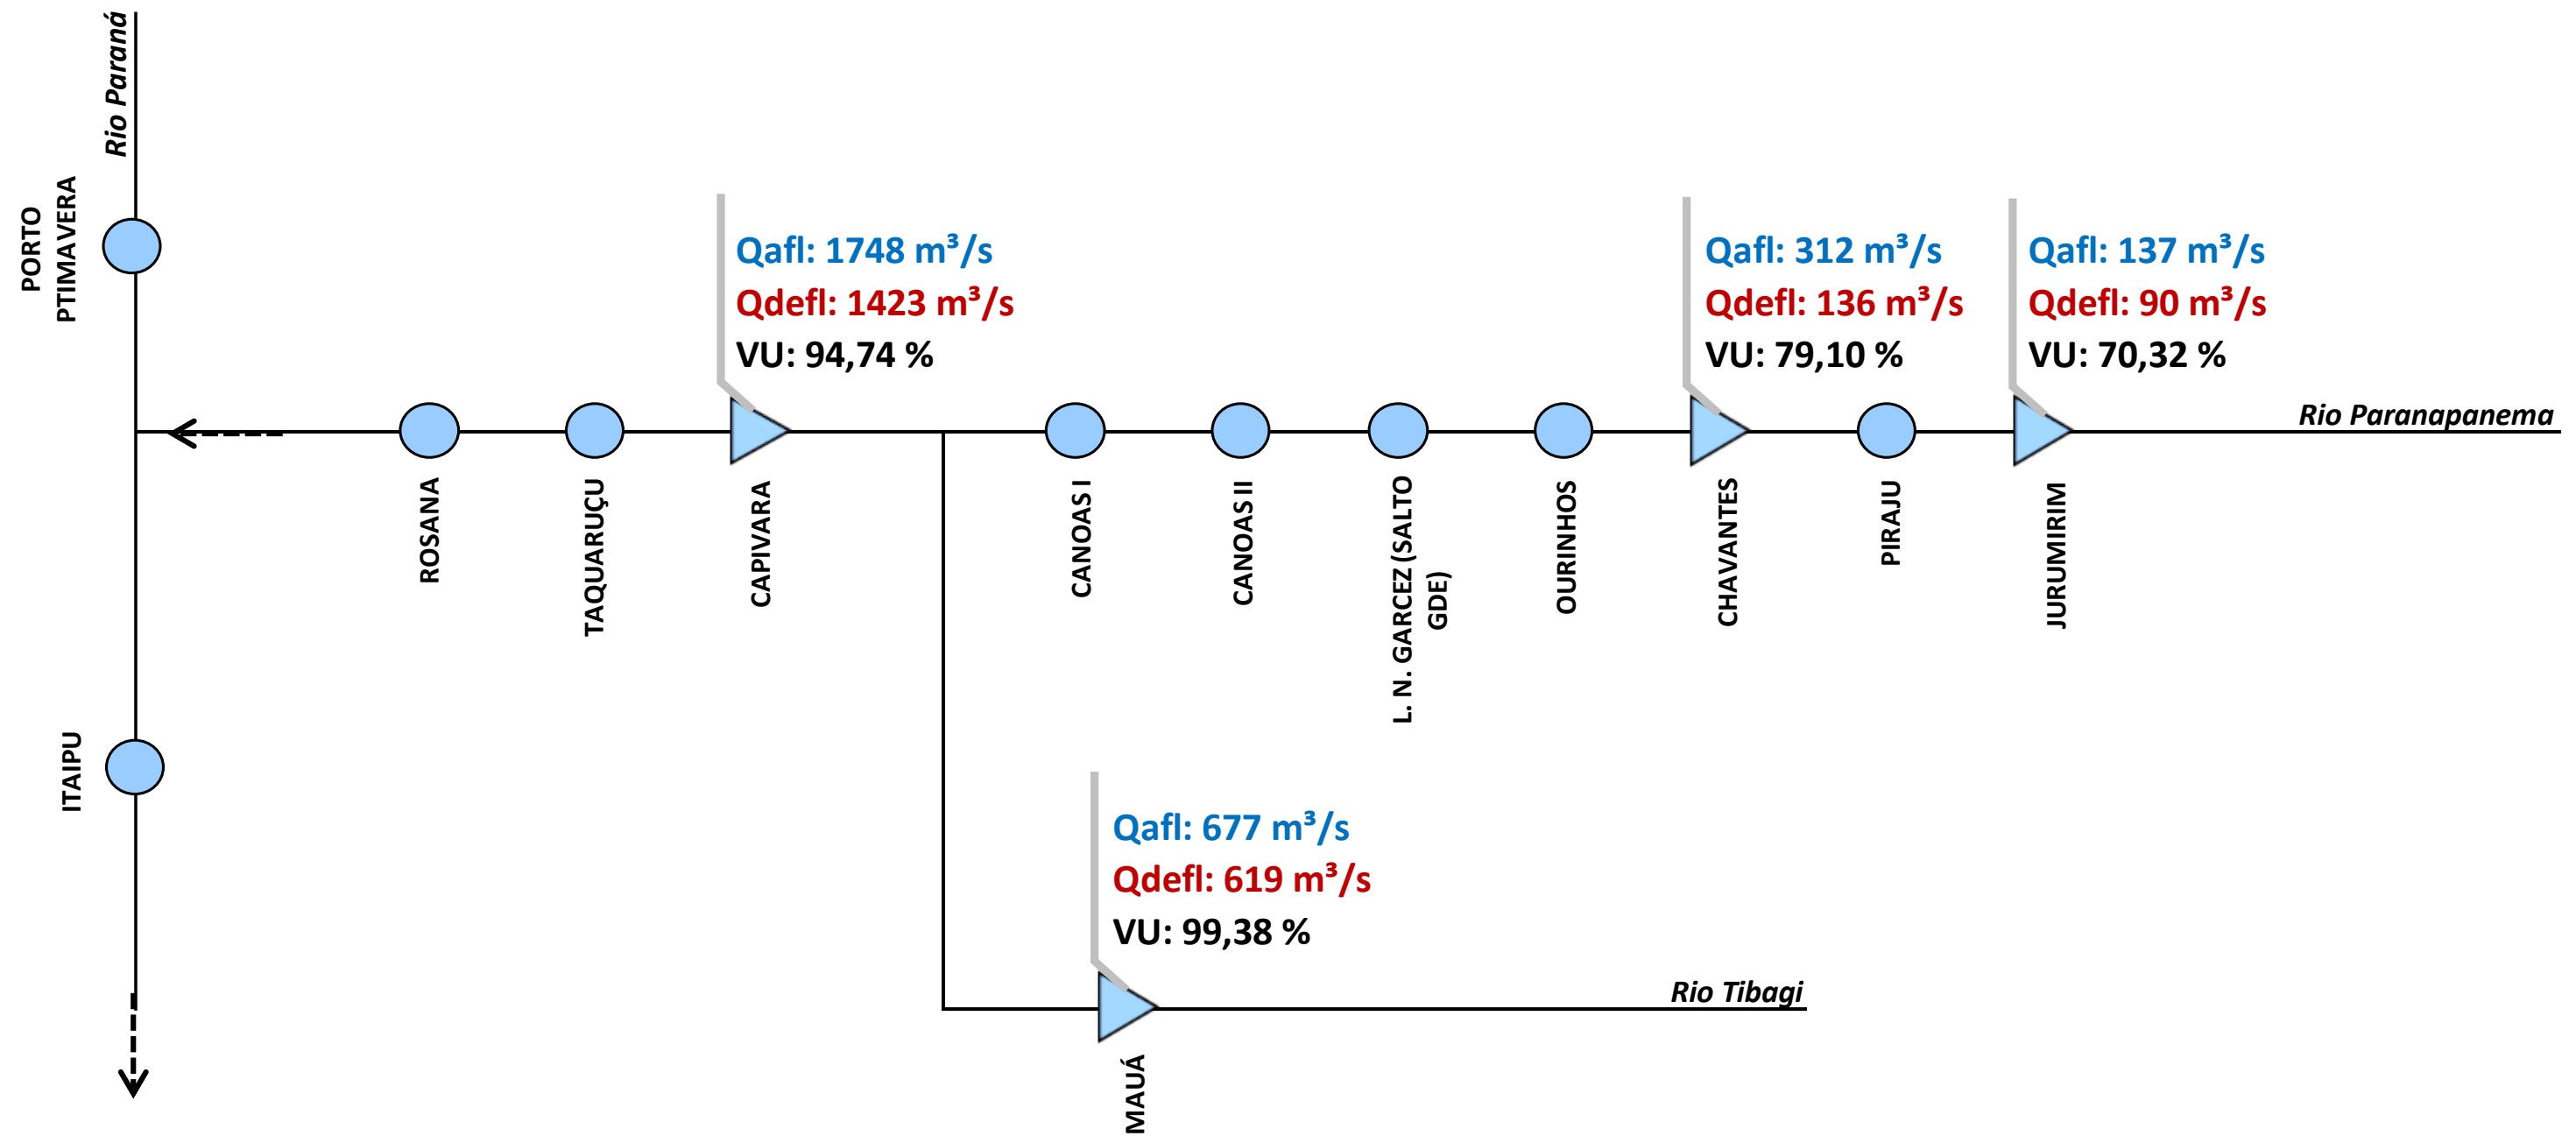 Rio Paraná
PORTO
PTIMAVERA
Qafl: 1748 m³/s
Qdefl: 1423 m³/s
VU: 94,74 %
Qafl: 312 m³/s
Qdefl: 136 m³/s
VU: 79,10 %
Qafl: 137 m³/s
Qdefl: 90 m³/s
VU: 70,32 %
Rio Paranapanema
ROSANA
TAQUARUÇU
CAPIVARA
CANOAS I
CANOAS II
L. N. GARCEZ (SALTO
GDE)
OURINHOS
CHAVANTES
PIRAJU
JURUMIRIM
ITAIPU
Qafl: 677 m³/s
Qdefl: 619 m³/s
VU: 99,38 %
Rio Tibagi
MAUÁ